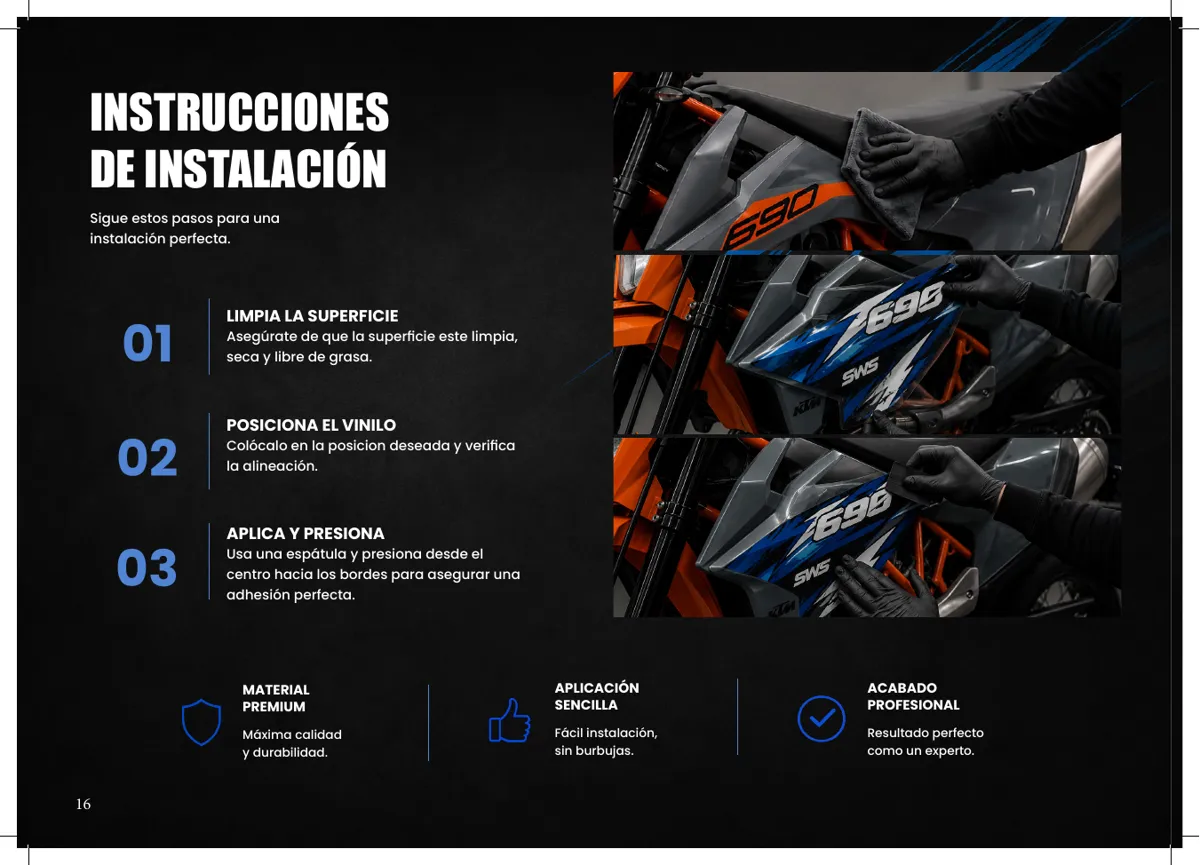 INSTRUCCIONES
DE INSTALACIÓN
Sigue estos pasos para una
instalación perfecta.
01
LIMPIA LA SUPERFICIE
Asegúrate de que la superficie este limpia,
seca y libre de grasa.
02
POSICIONA EL VINILO
Colócalo en la posicion deseada y verifica
la alineación.
03
APLICA Y PRESIONA
Usa una espátula y presiona desde el
centro hacia los bordes para asegurar una
adhesión perfecta.
690
690
SWS
KTM
690
SWS
KTM
MATERIAL
PREMIUM
Máxima calidad
y durabilidad.
APLICACIÓN
SENCILLA
Fácil instalación,
sin burbujas.
ACABADO
PROFESIONAL
Resultado perfecto
como un experto.
16